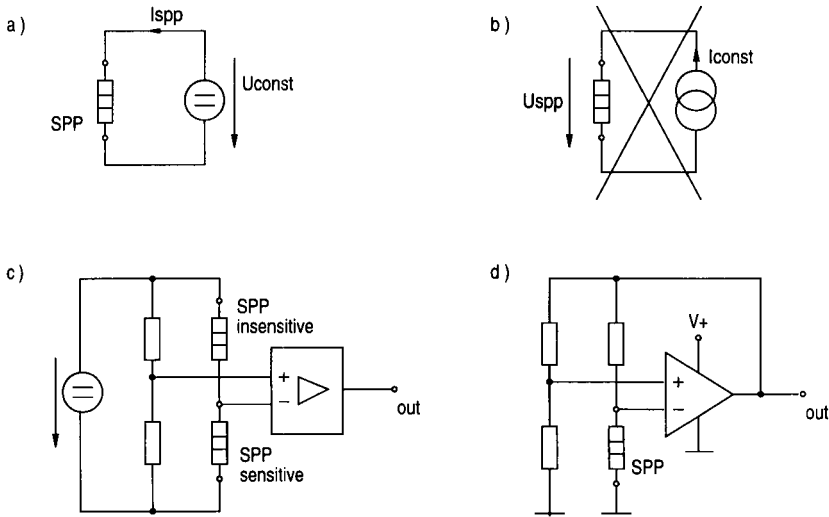 a)
Ispp
Uconst
SPP
b)
Iconst
Uspp
c)
SPP
insensitive
+
−
out
SPP
sensitive
d)
V+
+
−
out
SPP